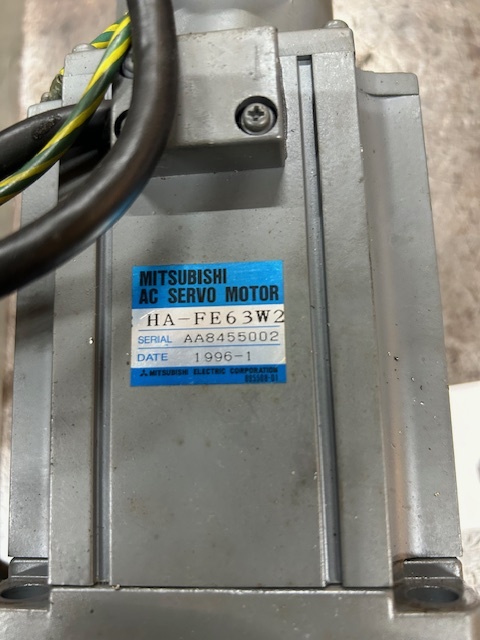 MITSUBISHI
AC SERVO MOTOR
HA-FE63W2
SERIAL AA8455002
DATE 1996-1
MITSUBISHI ELECTRIC CORPORATION